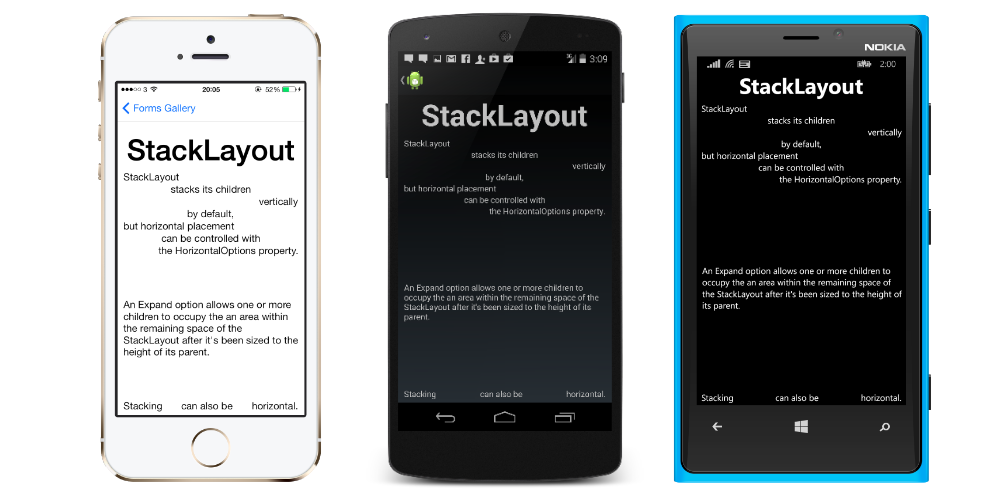 3 20:05 52%
Forms Gallery
StackLayout
StackLayout
stacks its children
vertically
by default,
but horizontal placement
can be controlled with
the HorizontalOptions property.
An Expand option allows one or more
children to occupy the an area within
the remaining space of the
StackLayout after it's been sized to the
height of its parent.
Stacking can also be horizontal.
3G 3:09
StackLayout
StackLayout
stacks its children
vertically
by default,
but horizontal placement
can be controlled with
the HorizontalOptions property.
An Expand option allows one or more children to
occupy the an area within the remaining space of the
StackLayout after it's been sized to the height of its
parent.
Stacking can also be horizontal.
NOKIA
2:00
StackLayout
StackLayout
stacks its children
vertically
by default,
but horizontal placement
can be controlled with
the HorizontalOptions property.
An Expand option allows one or more children to
occupy the an area within the remaining space of
the StackLayout after it's been sized to the height of
its parent.
Stacking can also be horizontal.